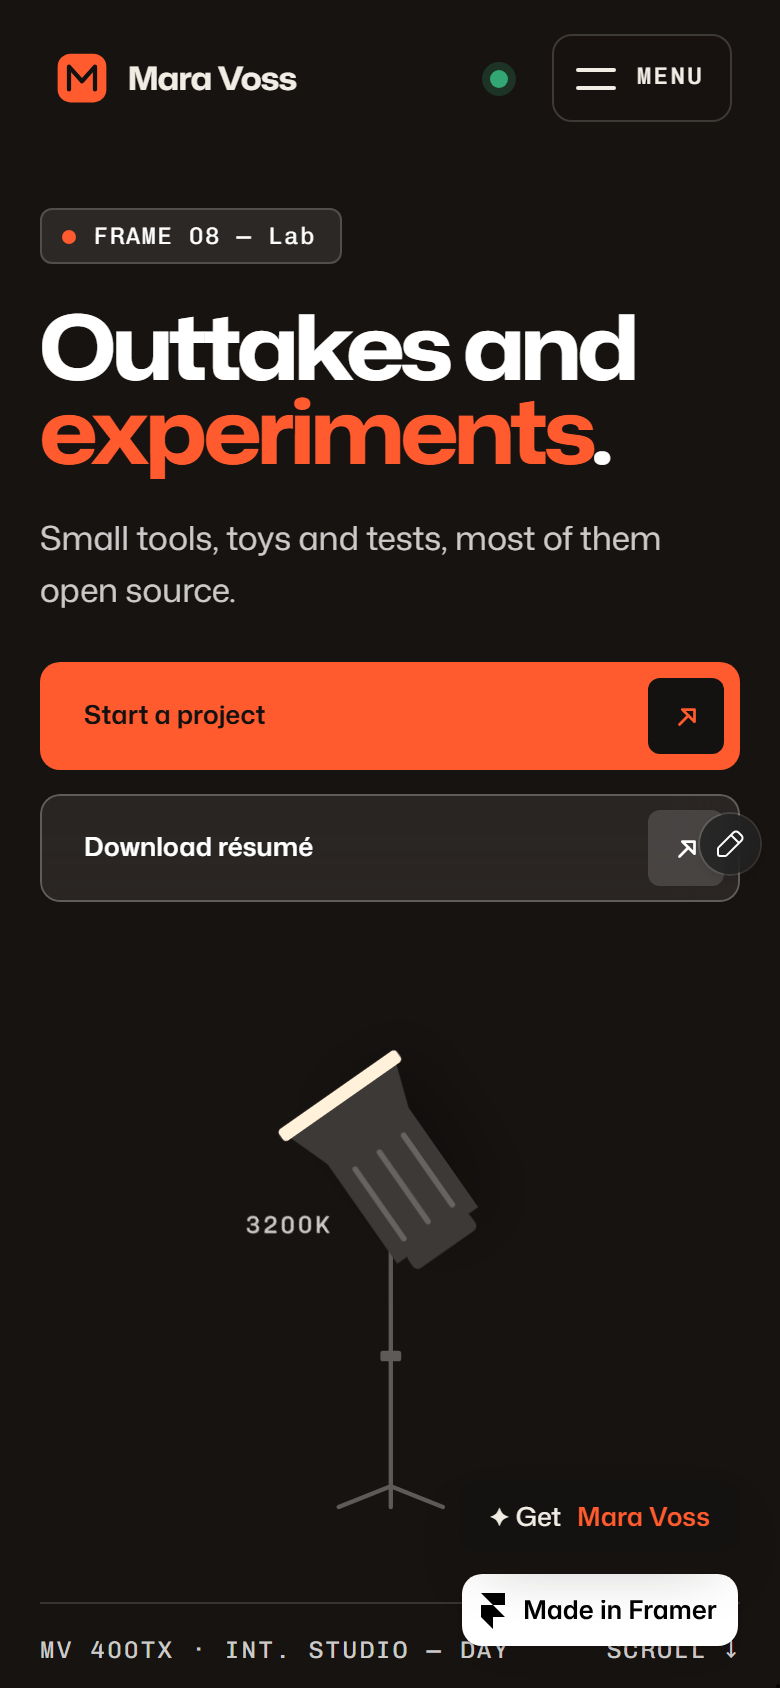 M Mara Voss
MENU
FRAME 08 — Lab
Outtakes and
experiments.
Small tools, toys and tests, most of them
open source.
Start a project
Download résumé
3200K
Get Mara Voss
Made in Framer
MV 400TX · INT. STUDIO — DAY SCROLL ↓